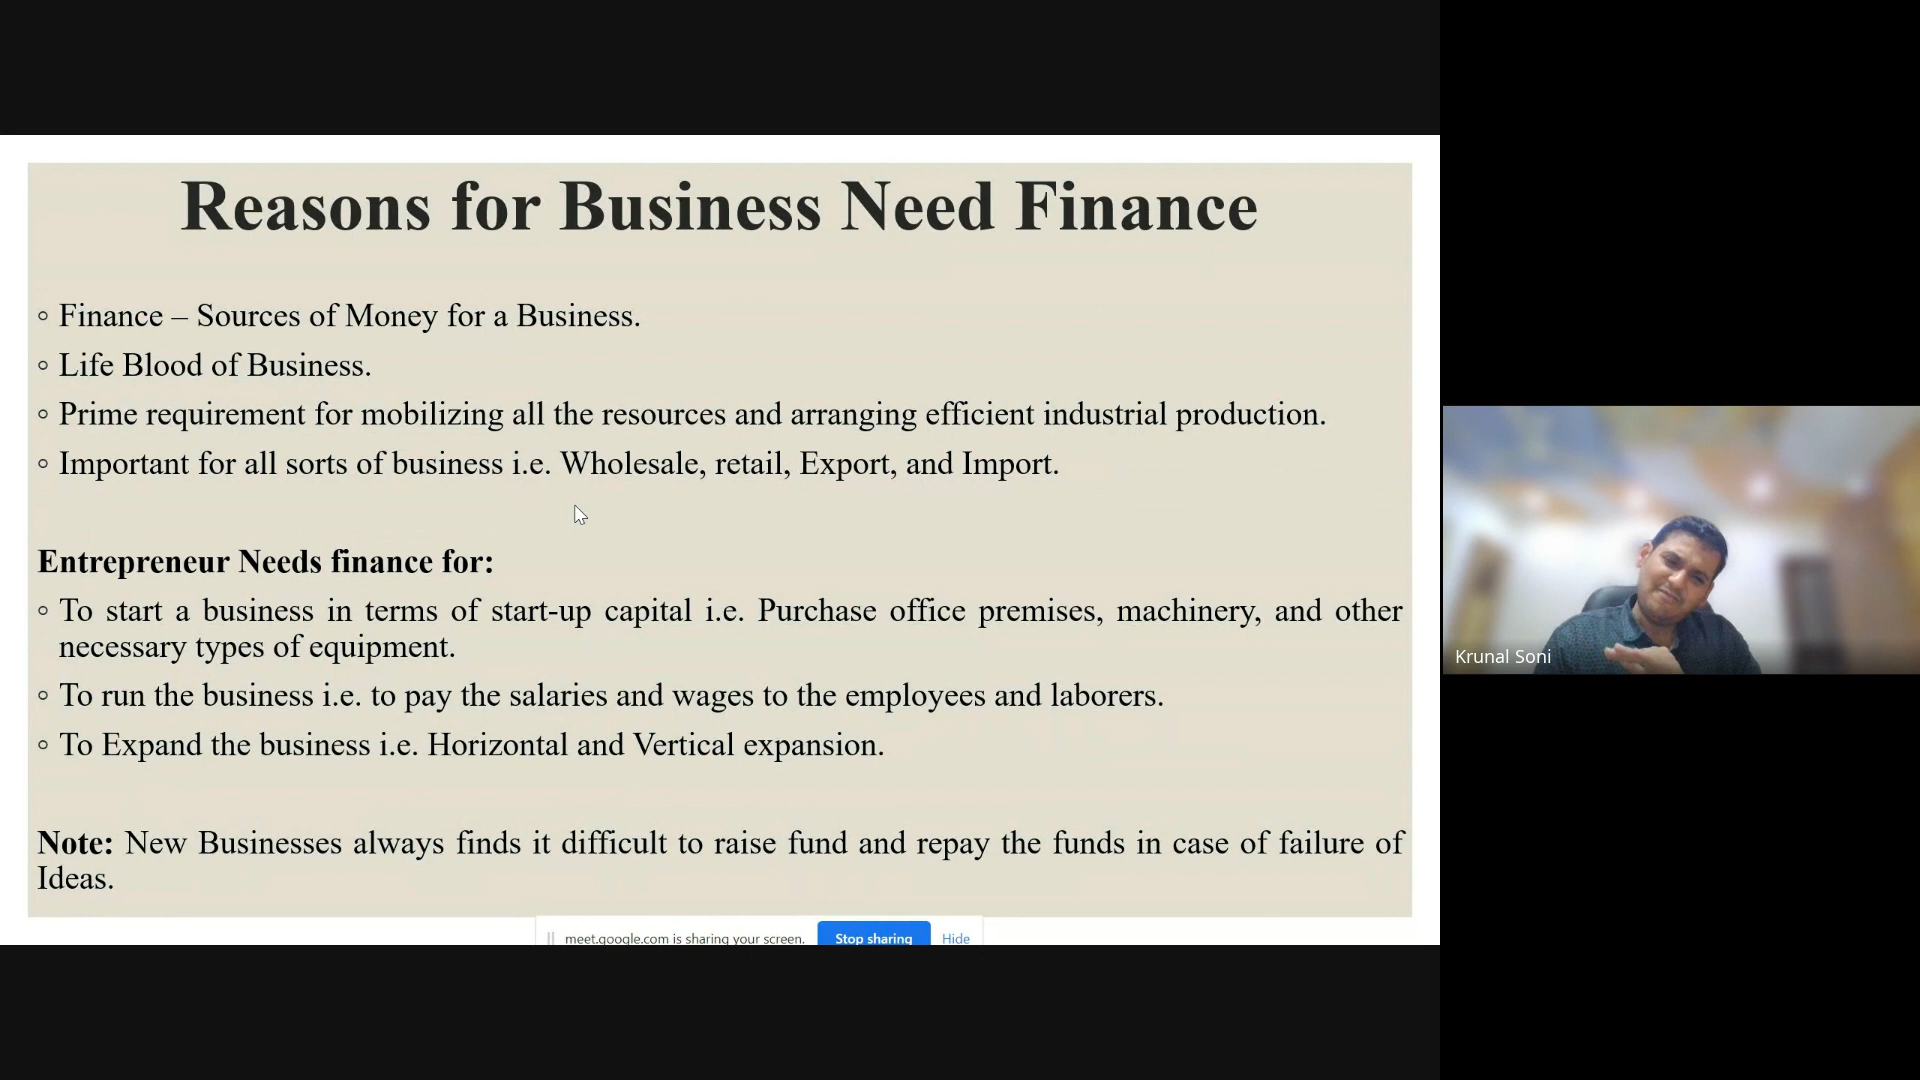 Reasons for Business Need Finance
◦ Finance – Sources of Money for a Business.
◦ Life Blood of Business.
◦ Prime requirement for mobilizing all the resources and arranging efficient industrial production.
◦ Important for all sorts of business i.e. Wholesale, retail, Export, and Import.
Entrepreneur Needs finance for:
◦ To start a business in terms of start-up capital i.e. Purchase office premises, machinery, and other
necessary types of equipment.
◦ To run the business i.e. to pay the salaries and wages to the employees and laborers.
◦ To Expand the business i.e. Horizontal and Vertical expansion.
Note: New Businesses always finds it difficult to raise fund and repay the funds in case of failure of
Ideas.
meet.google.com is sharing your screen. Stop sharing Hide
Krunal Soni